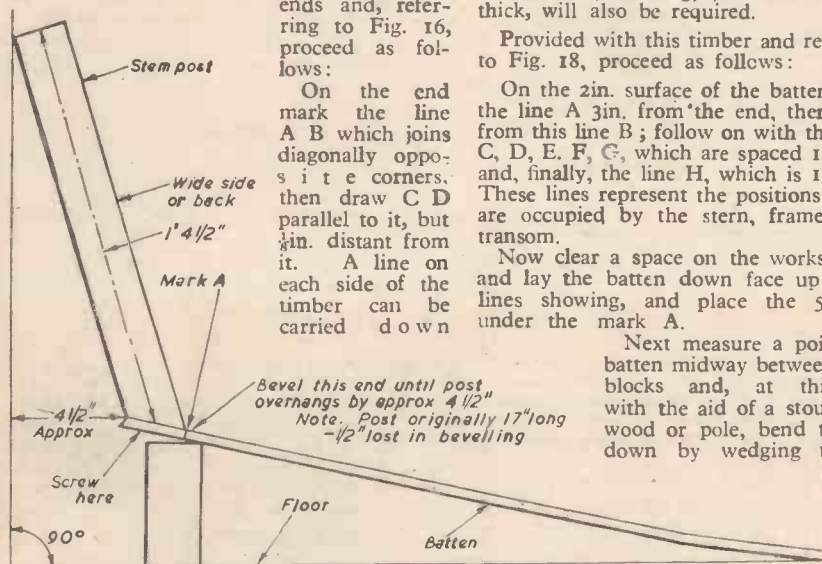 ends and, refer-
ring to Fig. 16,
proceed as fol-
lows:
On the end
mark the line
A B which joins
diagonally oppo-
s i t e corners,
then draw C D
parallel to it, but
⅛in. distant from
it. A line on
each side of the
timber can be
carried down
thick, will also be required.
Provided with this timber and re
to Fig. 18, proceed as follows:
On the 2in. surface of the batten
the line A 3in. from the end, then
from this line B; follow on with th
C, D, E. F, G, which are spaced 1
and, finally, the line H, which is 1
These lines represent the positions
are occupied by the stern, frame
transom.
Now clear a space on the works
and lay the batten down face up
lines showing, and place the 5
under the mark A.
Next measure a poi
batten midway betwee
blocks and, at thi
with the aid of a stou
wood or pole, bend t
down by wedging t
Stem post
Wide side
or back
1' 4 1/2"
Mark A
Bevel this end until post
overhangs by approx 4 1/2"
Note. Post originally 17" long
-1/2" lost in bevelling
4 1/2"
Approx
Screw
here
Floor
90°
Batten